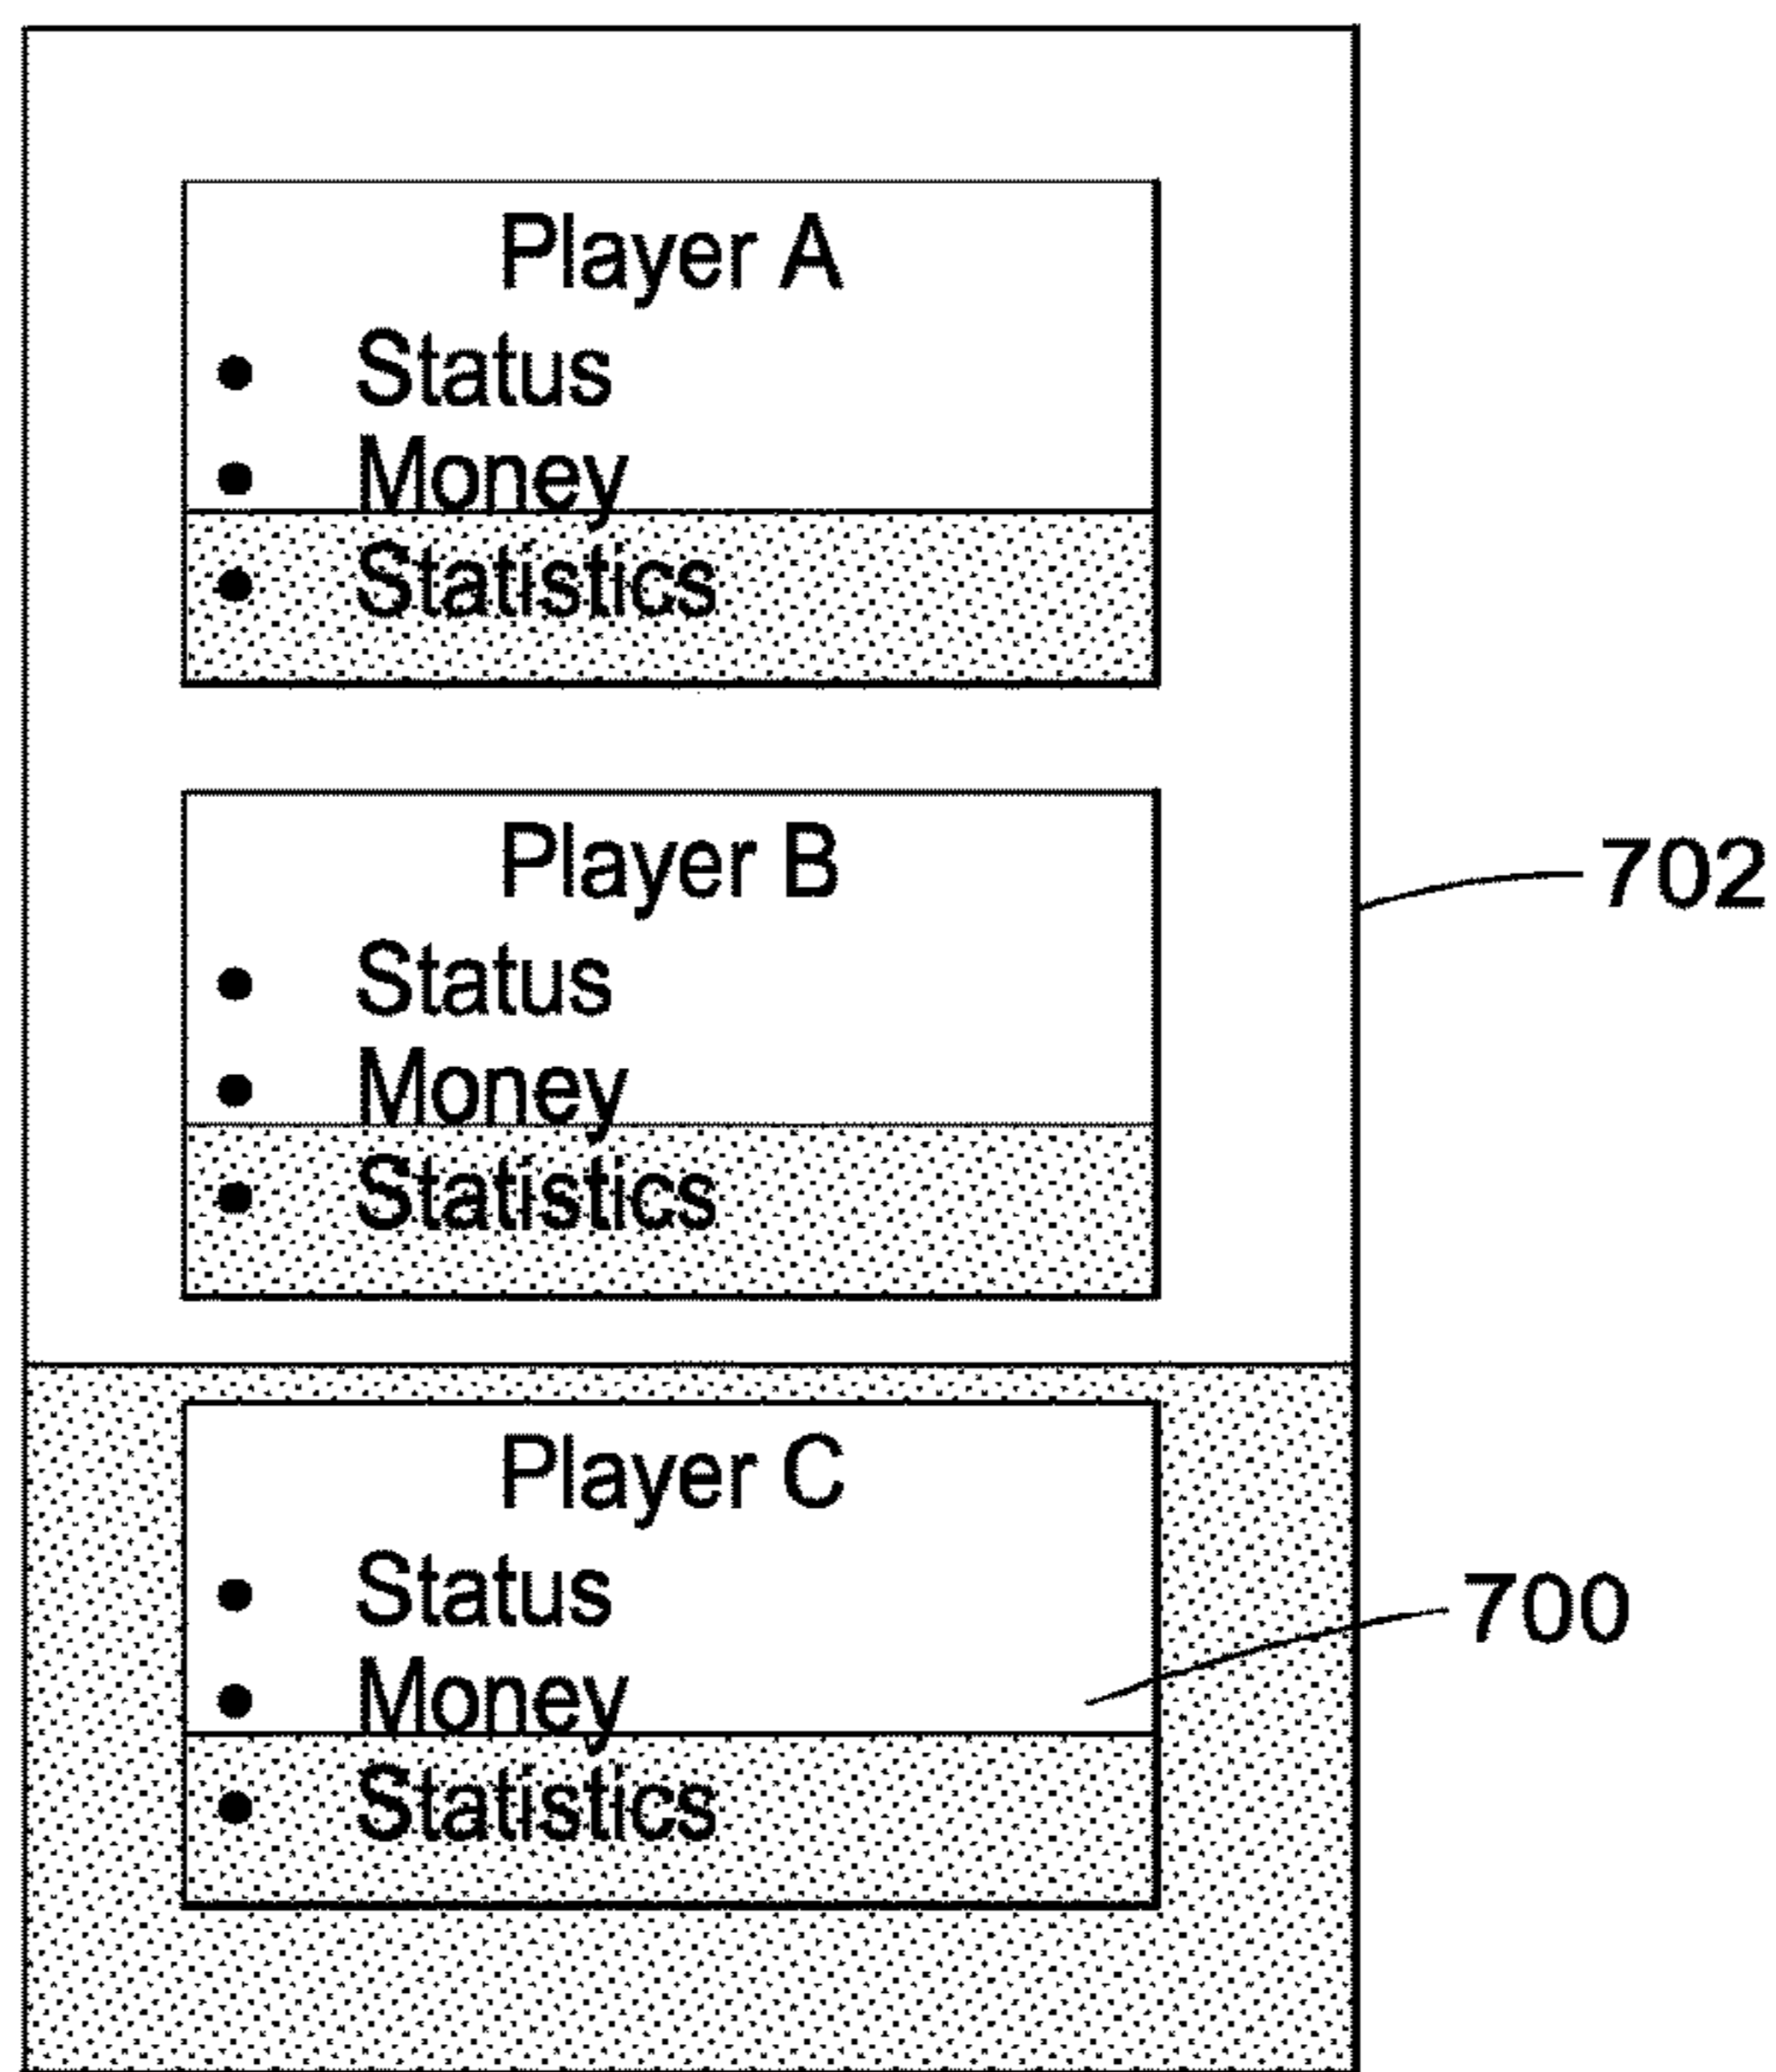 Player A
• Status
• Money
• Statistics
Player B
• Status
• Money
• Statistics
702
Player C
• Status
• Money
• Statistics
700